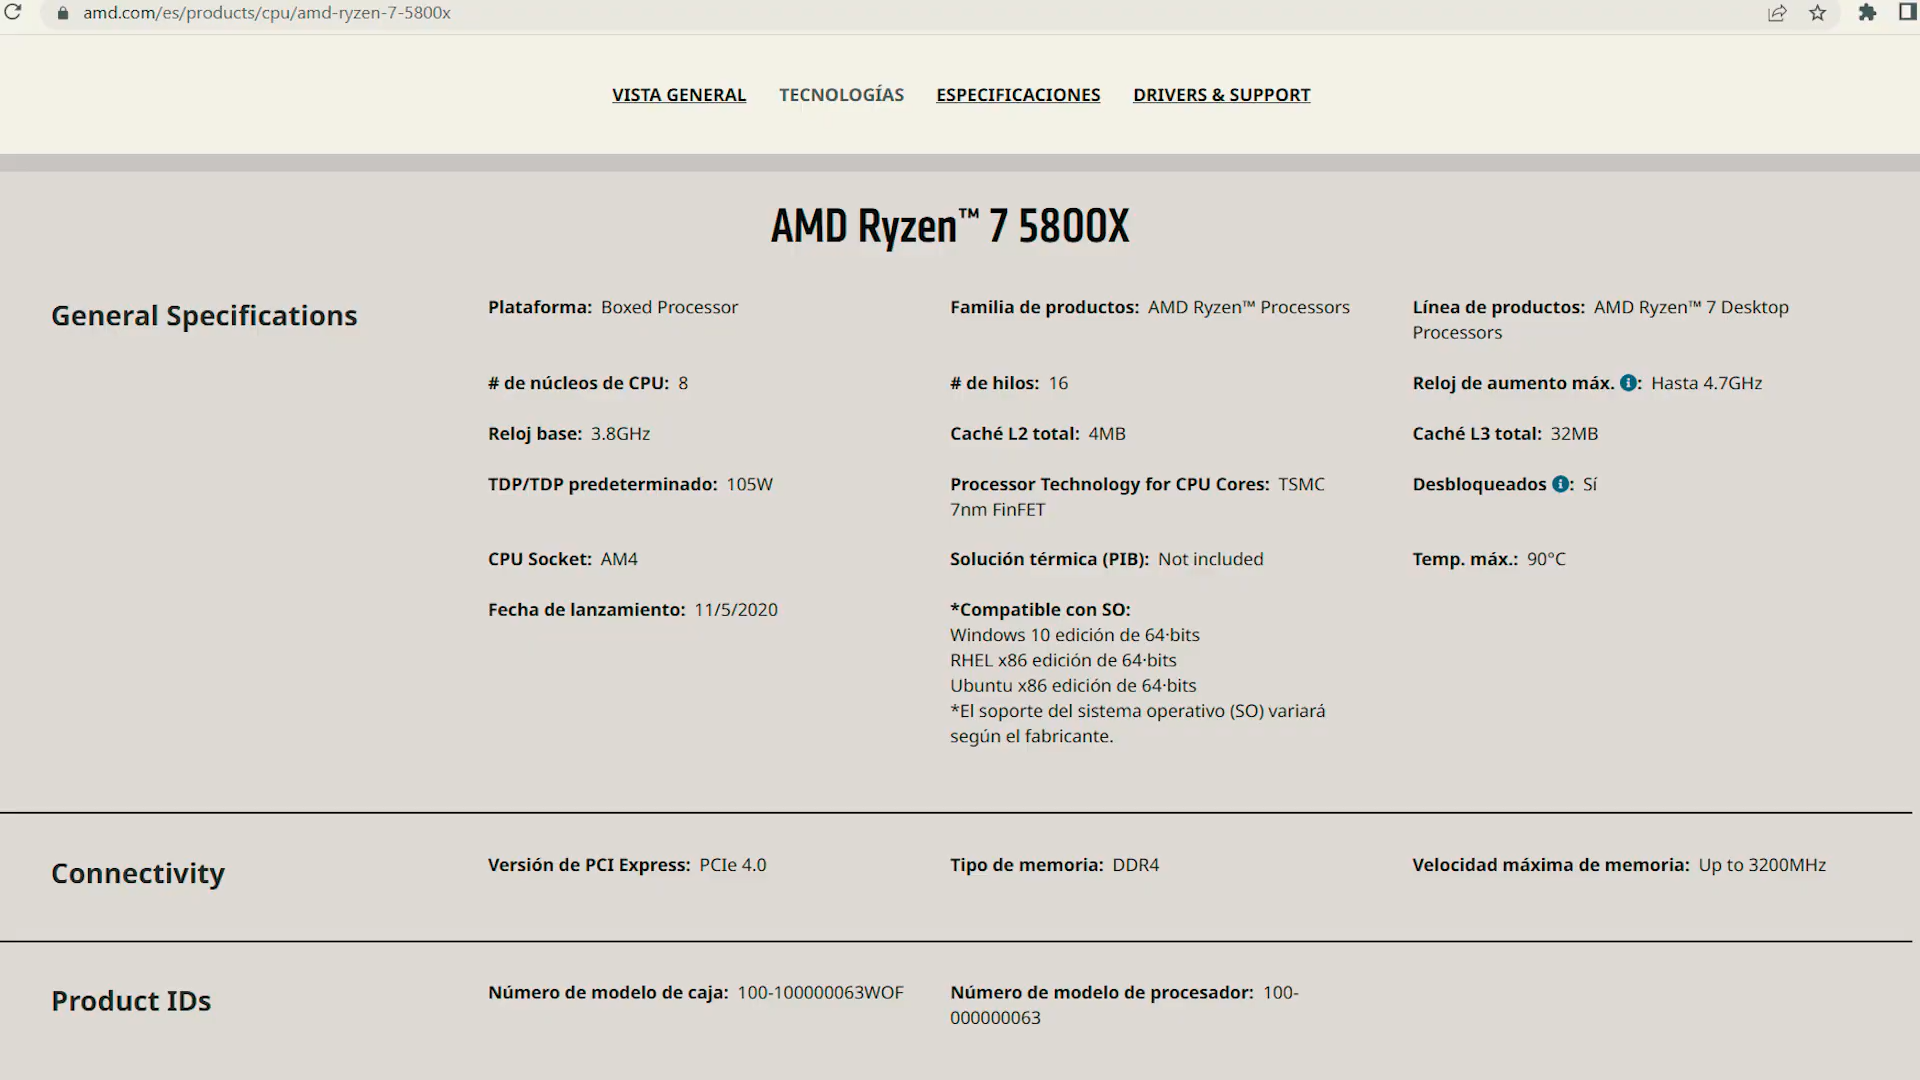 amd.com/es/products/cpu/amd-ryzen-7-5800x
VISTA GENERAL TECNOLOGÍAS ESPECIFICACIONES DRIVERS & SUPPORT
AMD Ryzen™ 7 5800X
General Specifications
Plataforma: Boxed Processor
Familia de productos: AMD Ryzen™ Processors
Línea de productos: AMD Ryzen™ 7 Desktop
Processors
# de núcleos de CPU: 8
# de hilos: 16
Reloj de aumento máx. : Hasta 4.7GHz
Reloj base: 3.8GHz
Caché L2 total: 4MB
Caché L3 total: 32MB
TDP/TDP predeterminado: 105W
Processor Technology for CPU Cores: TSMC
7nm FinFET
Desbloqueados : Sí
CPU Socket: AM4
Solución térmica (PIB): Not included
Temp. máx.: 90°C
Fecha de lanzamiento: 11/5/2020
*Compatible con SO:
Windows 10 edición de 64·bits
RHEL x86 edición de 64·bits
Ubuntu x86 edición de 64·bits
*El soporte del sistema operativo (SO) variará
según el fabricante.
Connectivity
Versión de PCI Express: PCIe 4.0
Tipo de memoria: DDR4
Velocidad máxima de memoria: Up to 3200MHz
Product IDs
Número de modelo de caja: 100-100000063WOF
Número de modelo de procesador: 100-
000000063